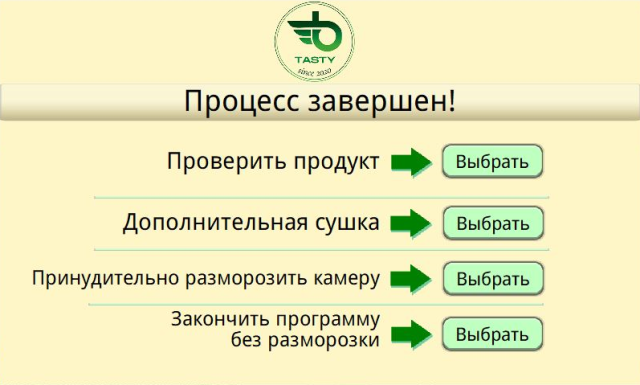 TASTY
since 2020
Процесс завершен!
Проверить продукт
Выбрать
Дополнительная сушка
Выбрать
Принудительно разморозить камеру
Выбрать
Закончить программу
без разморозки
Выбрать